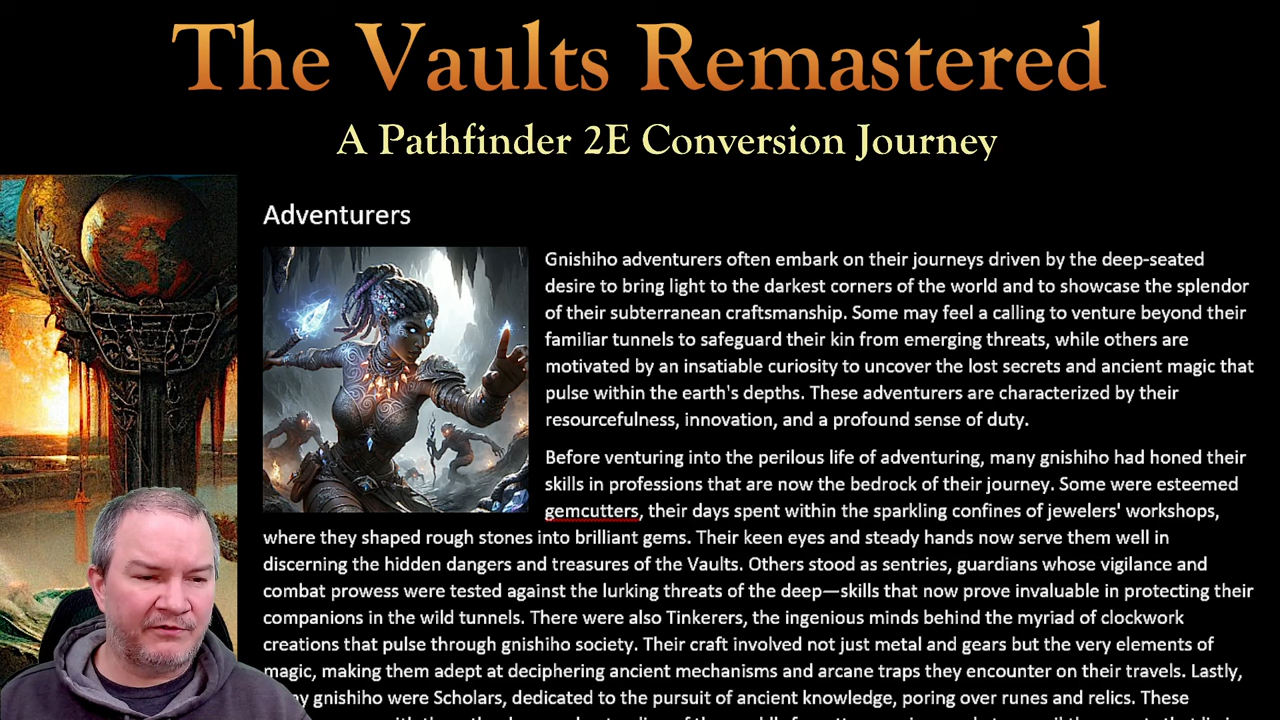 The Vaults Remastered
A Pathfinder 2E Conversion Journey
Adventurers
Gnishiho adventurers often embark on their journeys driven by the deep-seated
desire to bring light to the darkest corners of the world and to showcase the splendor
of their subterranean craftsmanship. Some may feel a calling to venture beyond their
familiar tunnels to safeguard their kin from emerging threats, while others are
motivated by an insatiable curiosity to uncover the lost secrets and ancient magic that
pulse within the earth's depths. These adventurers are characterized by their
resourcefulness, innovation, and a profound sense of duty.
Before venturing into the perilous life of adventuring, many gnishiho had honed their
skills in professions that are now the bedrock of their journey. Some were esteemed
gemcutters, their days spent within the sparkling confines of jewelers' workshops,
where they shaped rough stones into brilliant gems. Their keen eyes and steady hands now serve them well in
discerning the hidden dangers and treasures of the Vaults. Others stood as sentries, guardians whose vigilance and
combat prowess were tested against the lurking threats of the deep—skills that now prove invaluable in protecting their
companions in the wild tunnels. There were also Tinkerers, the ingenious minds behind the myriad of clockwork
creations that pulse through gnishiho society. Their craft involved not just metal and gears but the very elements of
magic, making them adept at deciphering ancient mechanisms and arcane traps they encounter on their travels. Lastly,
gnishiho were Scholars, dedicated to the pursuit of ancient knowledge, poring over runes and relics. These